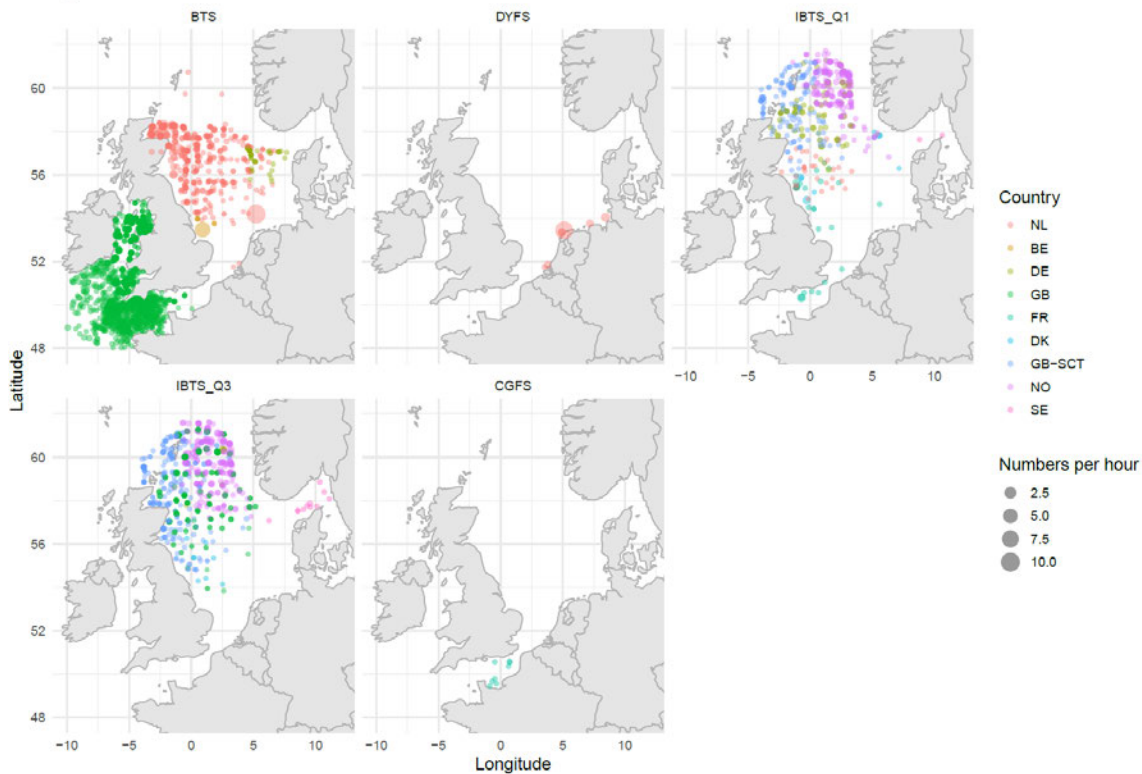 BTS
DYFS
IBTS_Q1
60
56
52
48
−10
−5
0
5
10
IBTS_Q3
CGFS
60
56
52
48
−10
−5
0
5
10
−10
−5
0
5
10
Latitude
Longitude
Country
NL
BE
DE
GB
FR
DK
GB−SCT
NO
SE
Numbers per hour
2.5
5.0
7.5
10.0